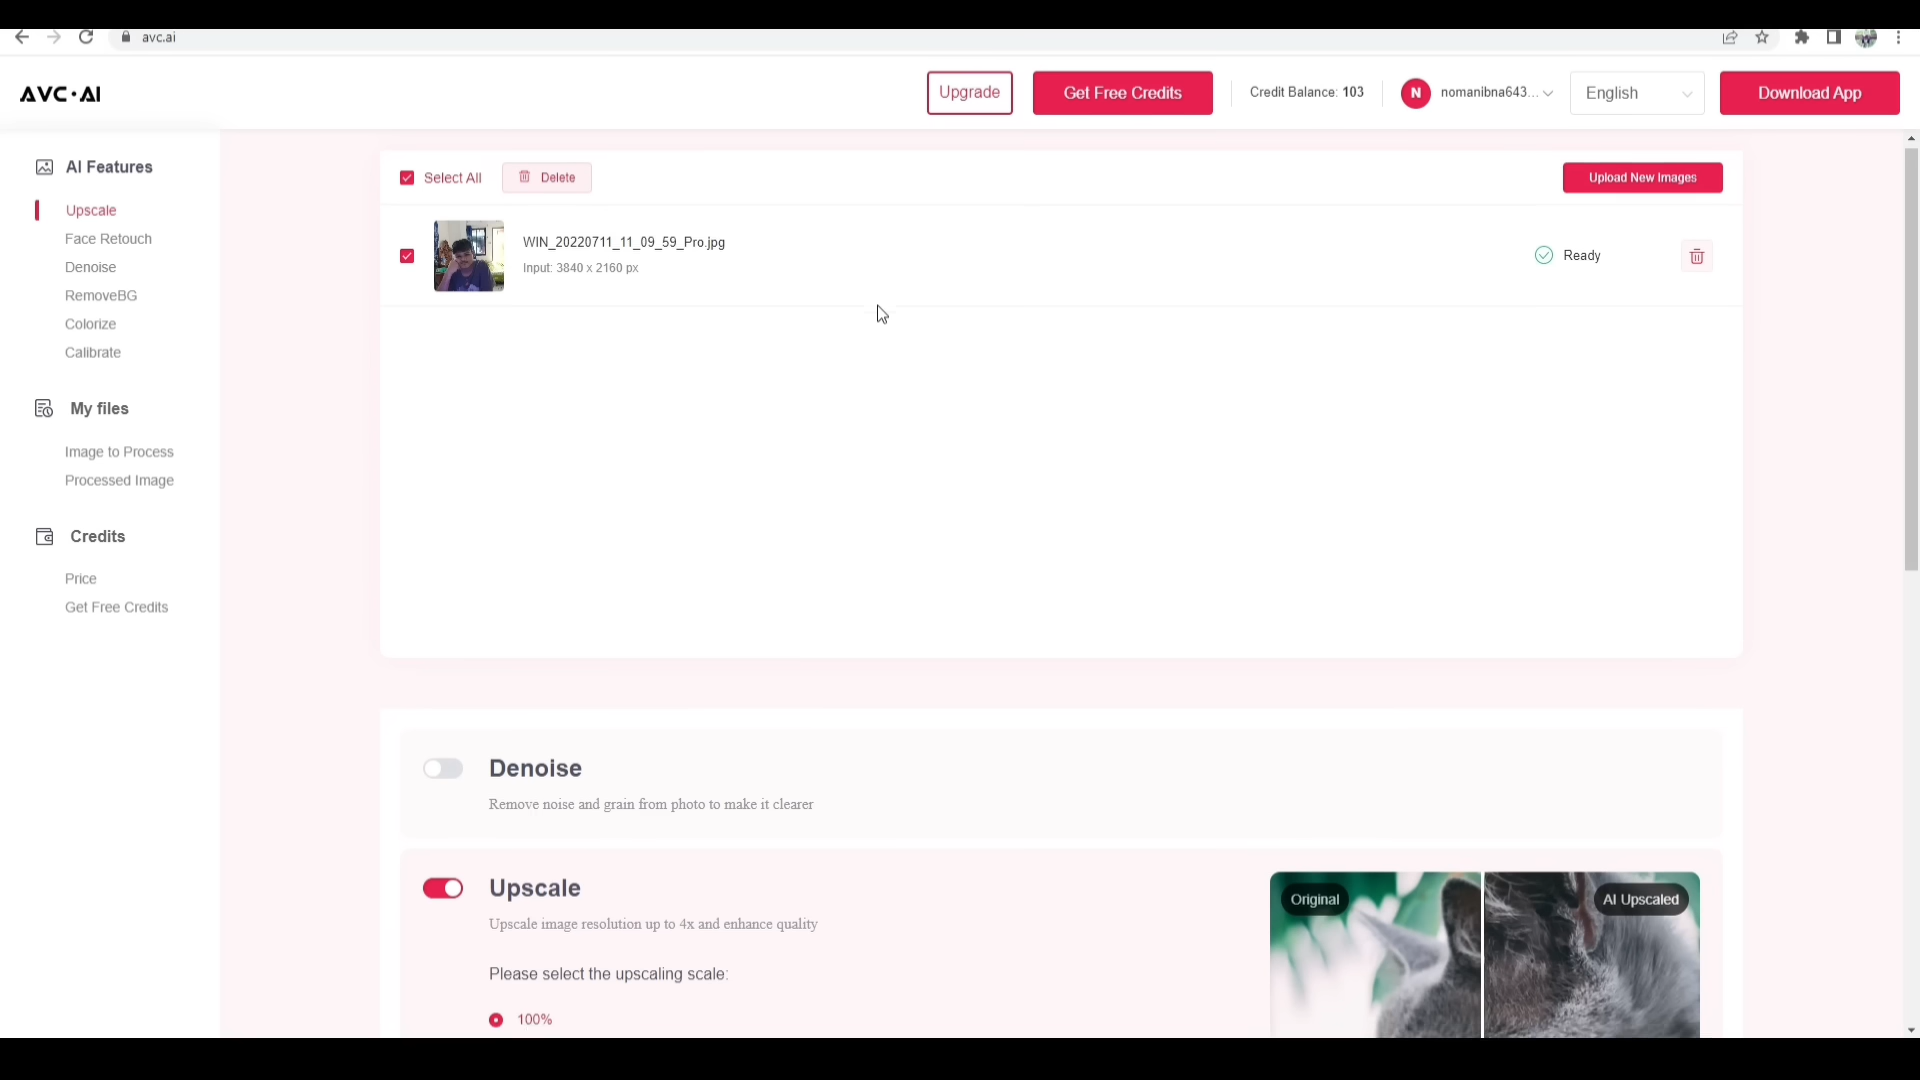 avc.ai
AVC·AI
Upgrade
Get Free Credits
Credit Balance: 103
N
nomanibna643...
English
Download App
AI Features
Upscale
Face Retouch
Denoise
RemoveBG
Colorize
Calibrate
My files
Image to Process
Processed Image
Credits
Price
Get Free Credits
Select All
Delete
Upload New Images
WIN_20220711_11_09_59_Pro.jpg
Input: 3840 x 2160 px
Ready
Denoise
Remove noise and grain from photo to make it clearer
Upscale
Upscale image resolution up to 4x and enhance quality
Please select the upscaling scale:
100%
Original
AI Upscaled